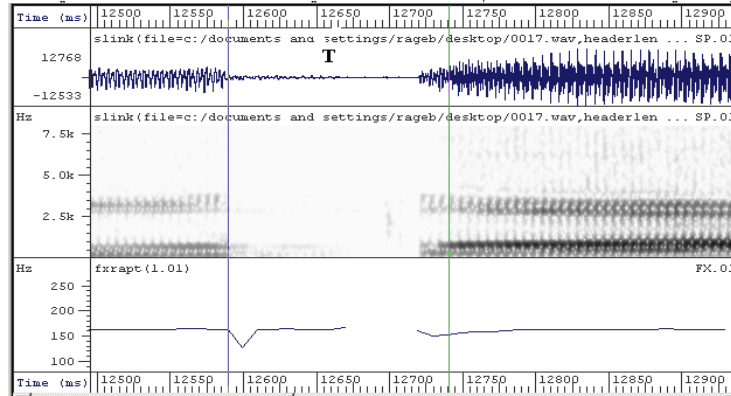 Time (ms) 12500 12550 12600 12650 12700 12750 12800 12850 12900
slink(file=c:/documents and settings/rageb/desktop/0017.wav,headerlen ... SP.01
T
12768
-12533
Hz slink(file=c:/documents and settings/rageb/desktop/0017.wav,headerlen ... SP.01
7.5k
5.0k
2.5k
Hz fxrapt(1.01) FX.01
250
200
150
100
Time (ms) 12500 12550 12600 12650 12700 12750 12800 12850 12900